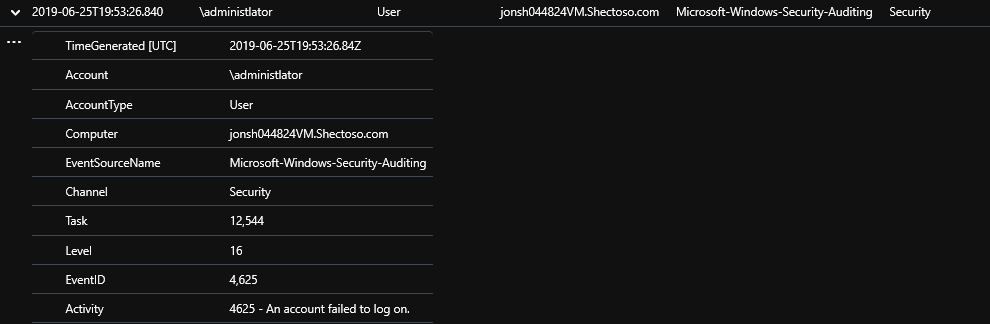 2019-06-25T19:53:26.840 \administlator User jonsh044824VM.Shectoso.com Microsoft-Windows-Security-Auditing Security
TimeGenerated [UTC] 2019-06-25T19:53:26.84Z
Account \administlator
AccountType User
Computer jonsh044824VM.Shectoso.com
EventSourceName Microsoft-Windows-Security-Auditing
Channel Security
Task 12,544
Level 16
EventID 4,625
Activity 4625 - An account failed to log on.